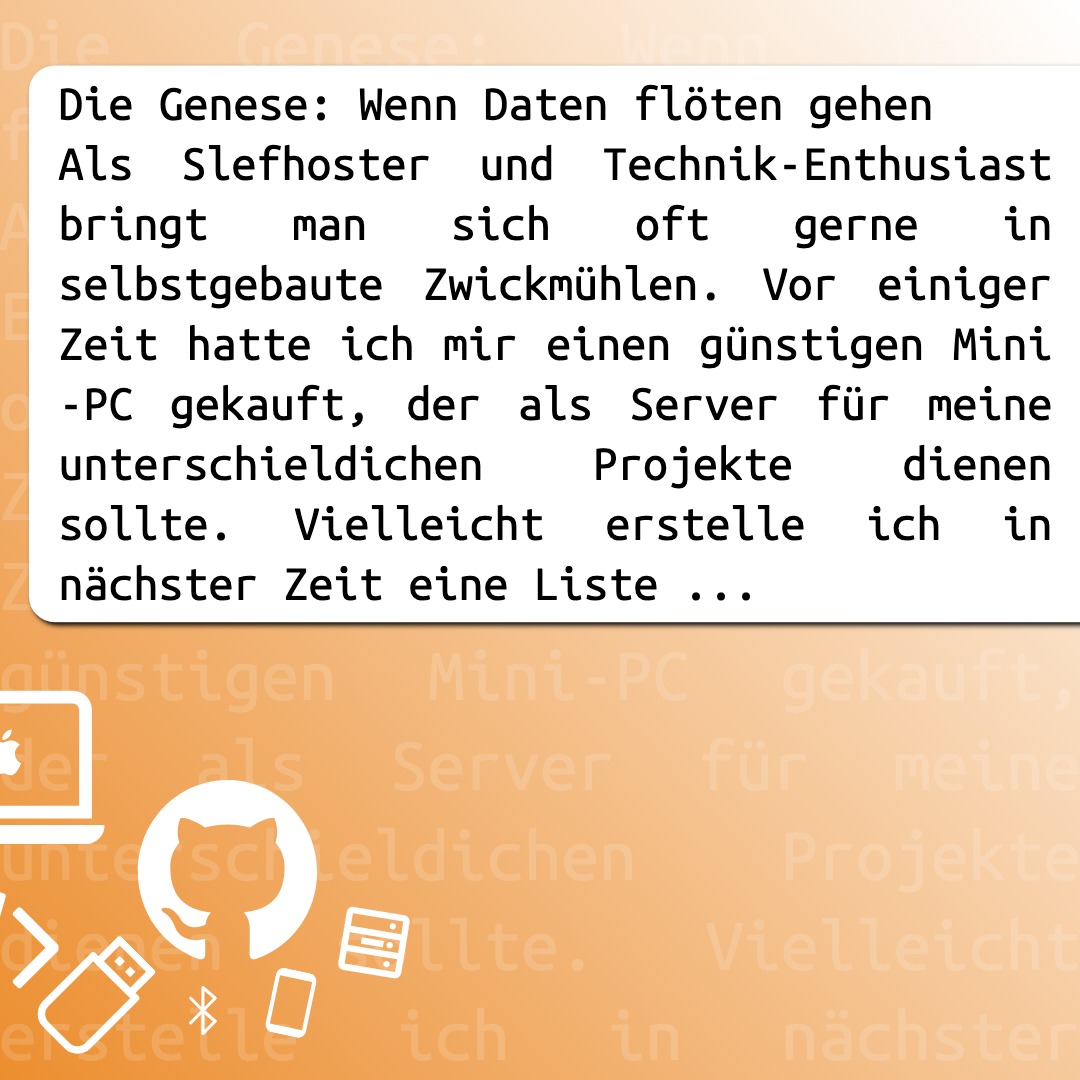 Die Genese: Wenn Daten flöten gehen
Als Slefhoster und Technik-Enthusiast
bringt man sich oft gerne in
selbstgebaute Zwickmühlen. Vor einiger
Zeit hatte ich mir einen günstigen Mini
-PC gekauft, der als Server für meine
unterschieldichen Projekte dienen
sollte. Vielleicht erstelle ich in
nächster Zeit eine Liste ...
günstigen Mini-PC gekauft,
der als Server für meine
unterschieldichen Projekte
dienen sollte. Vielleicht
erstelle ich in nächster